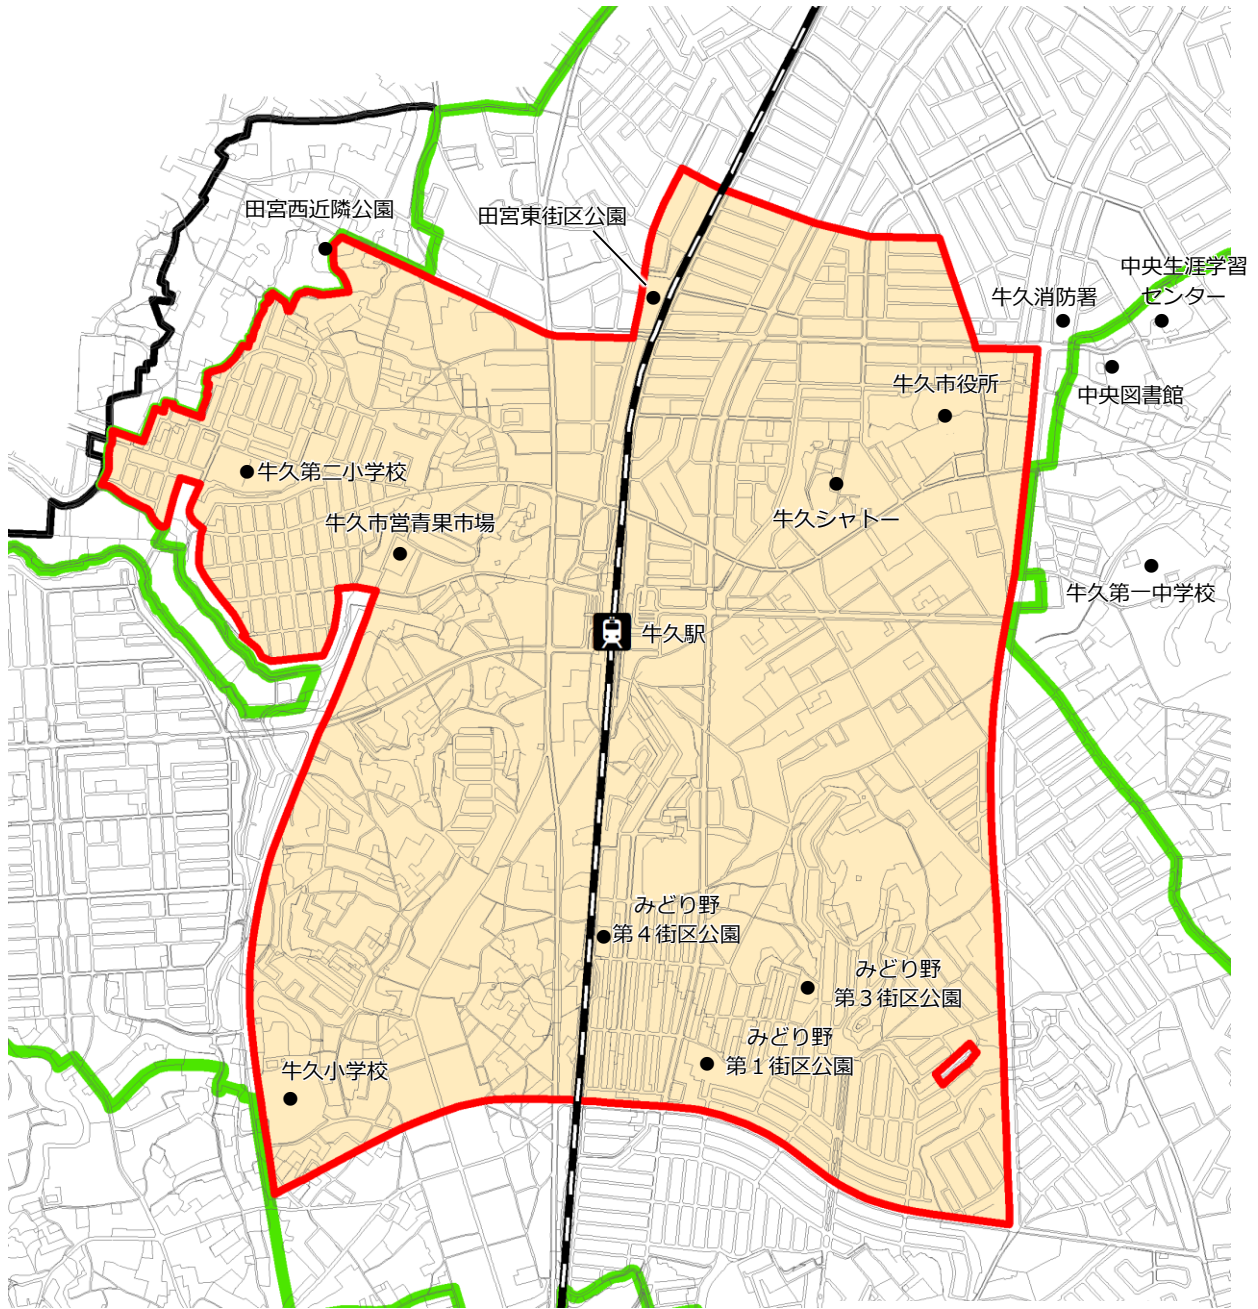 田宮西近隣公園
田宮東街区公園
中央生涯学習
センター
牛久消防署
牛久市役所
中央図書館
牛久第二小学校
牛久シャトー
牛久市営青果市場
牛久第一中学校
牛久駅
みどり野
第４街区公園
みどり野
第３街区公園
みどり野
第１街区公園
牛久小学校